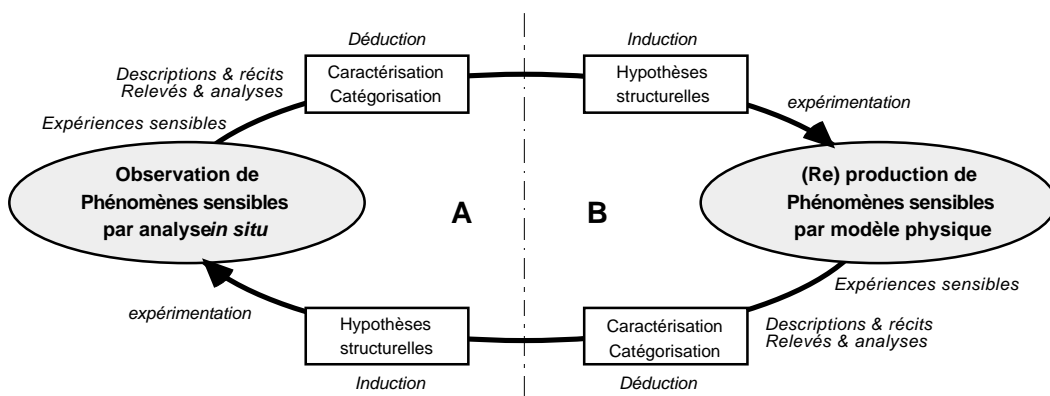 Déduction
Induction
Descriptions & récits
Relevés & analyses
Caractérisation
Catégorisation
Hypothèses
structurelles
expérimentation
Expériences sensibles
Observation de
Phénomènes sensibles
par analyse in situ
A
B
(Re) production de
Phénomènes sensibles
par modèle physique
Expériences sensibles
expérimentation
Hypothèses
structurelles
Caractérisation
Catégorisation
Descriptions & récits
Relevés & analyses
Induction
Déduction